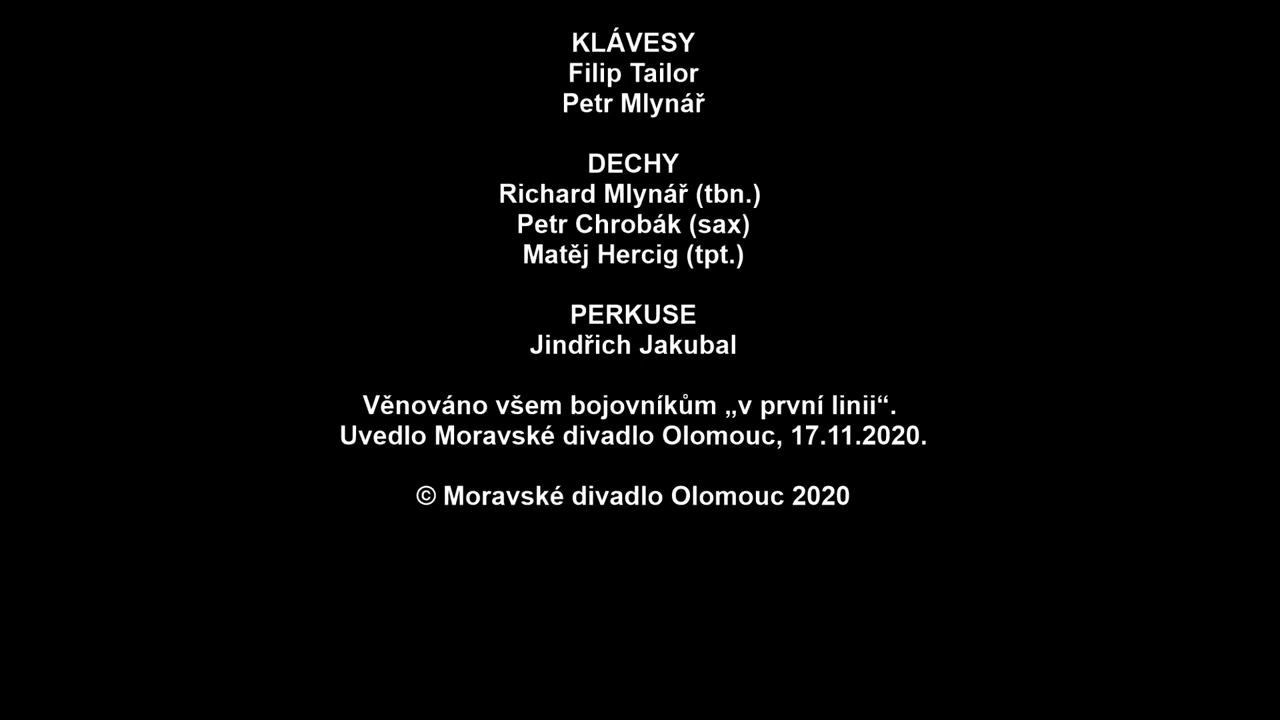 KLÁVESY
Filip Tailor
Petr Mlynář
DECHY
Richard Mlynář (tbn.)
Petr Chrobák (sax)
Matěj Hercig (tpt.)
PERKUSE
Jindřich Jakubal
Věnováno všem bojovníkům „v první linii“.
Uvedlo Moravské divadlo Olomouc, 17.11.2020.
© Moravské divadlo Olomouc 2020